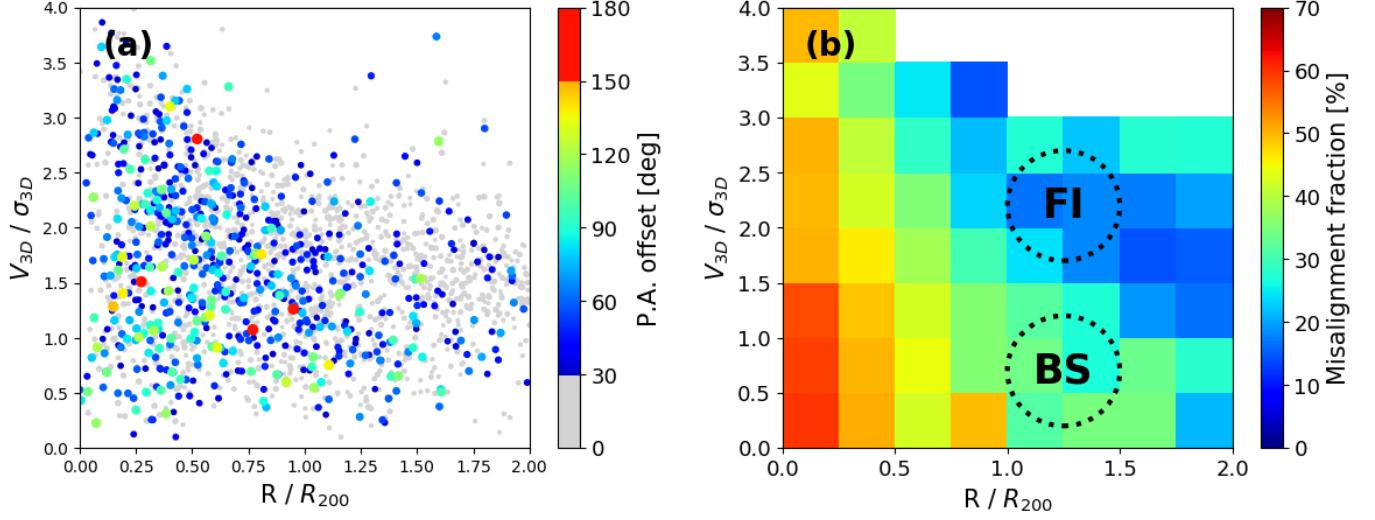 (a)
4.0
3.5
3.0
2.5
2.0
1.5
1.0
0.5
0.0
V3D / σ3D
0.00 0.25 0.50 0.75 1.00 1.25 1.50 1.75 2.00
R / R200
180
150
120
90
60
30
0
P.A. offset [deg]
(b)
4.0
3.5
3.0
2.5
2.0
1.5
1.0
0.5
0.0
V3D / σ3D
FI
BS
0.0 0.5 1.0 1.5 2.0
R / R200
70
60
50
40
30
20
10
0
Misalignment fraction [%]